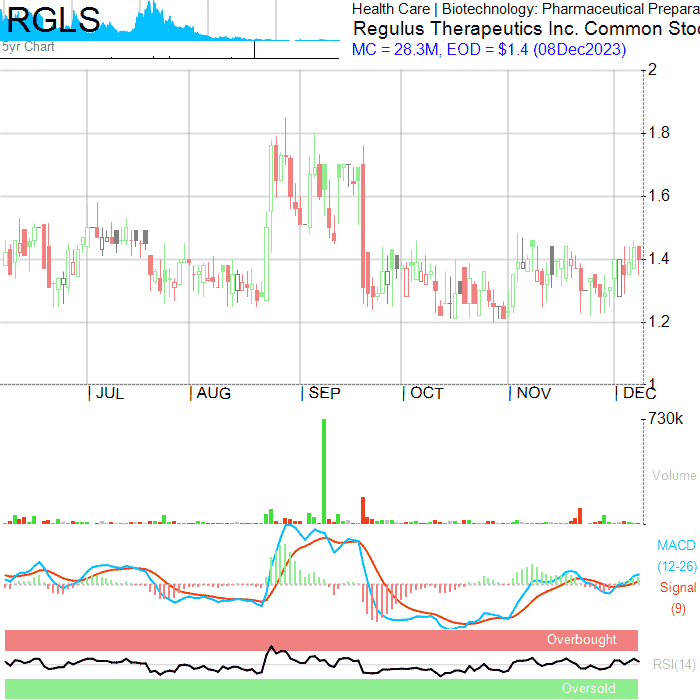 RGLS
5yr Chart
Health Care | Biotechnology: Pharmaceutical Prepara
Regulus Therapeutics Inc. Common Stoc
MC = 28.3M, EOD = $1.4 (08Dec2023)
2
1.8
1.6
1.4
1.2
1
JUL
AUG
SEP
OCT
NOV
DEC
730k
Volume
MACD
(12-26)
Signal
(9)
Overbought
RSI(14)
Oversold